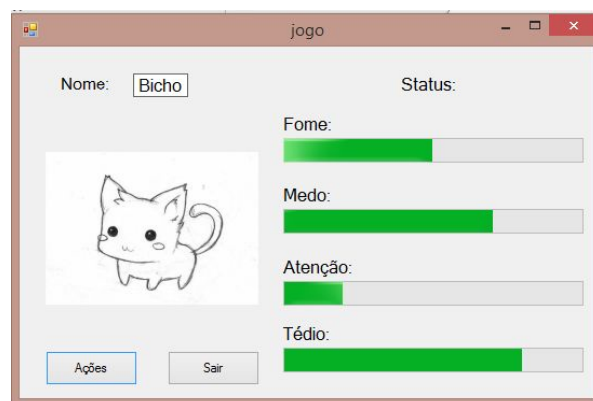 jogo
Nome: Bicho
Status:
Fome:
Medo:
Atenção:
Tédio:
Ações
Sair